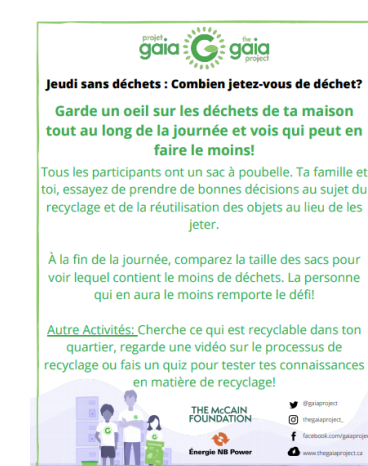 projet the
gaia G gaia
project
Jeudi sans déchets : Combien jetez-vous de déchet?
Garde un oeil sur les déchets de ta maison
tout au long de la journée et vois qui peut en
faire le moins!
Tous les participants ont un sac à poubelle. Ta famille et
toi, essayez de prendre de bonnes décisions au sujet du
recyclage et de la réutilisation des objets au lieu de les
jeter.
À la fin de la journée, comparez la taille des sacs pour
voir lequel contient le moins de déchets. La personne
qui en aura le moins remporte le défi!
Autre Activités: Cherche ce qui est recyclable dans ton
quartier, regarde une vidéo sur le processus de
recyclage ou fais un quiz pour tester tes connaissances
en matière de recyclage!
THE McCAIN
FOUNDATION
Énergie NB Power
@gaiaproject
thegaiaproject_
facebook.com/gaiaprojec
www.thegaiaproject.ca